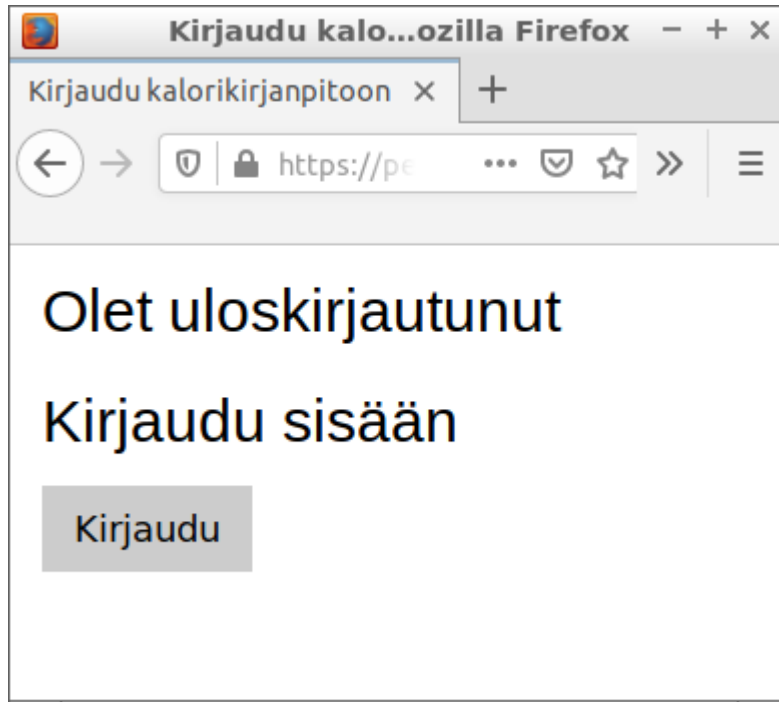 Kirjaudu kalo...ozilla Firefox
Kirjaudu kalorikirjanpitoon
https://pe
Olet uloskirjautunut
Kirjaudu sisään
Kirjaudu